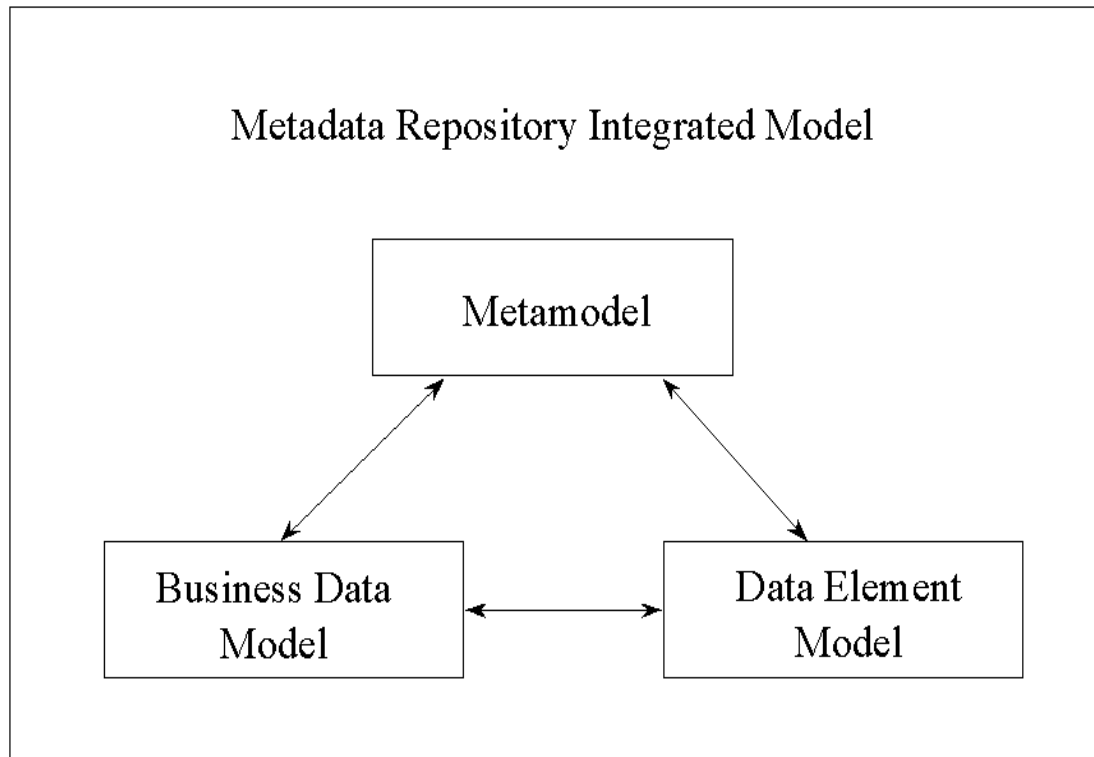 Metadata Repository Integrated Model
Metamodel
Business Data
Model
Data Element
Model